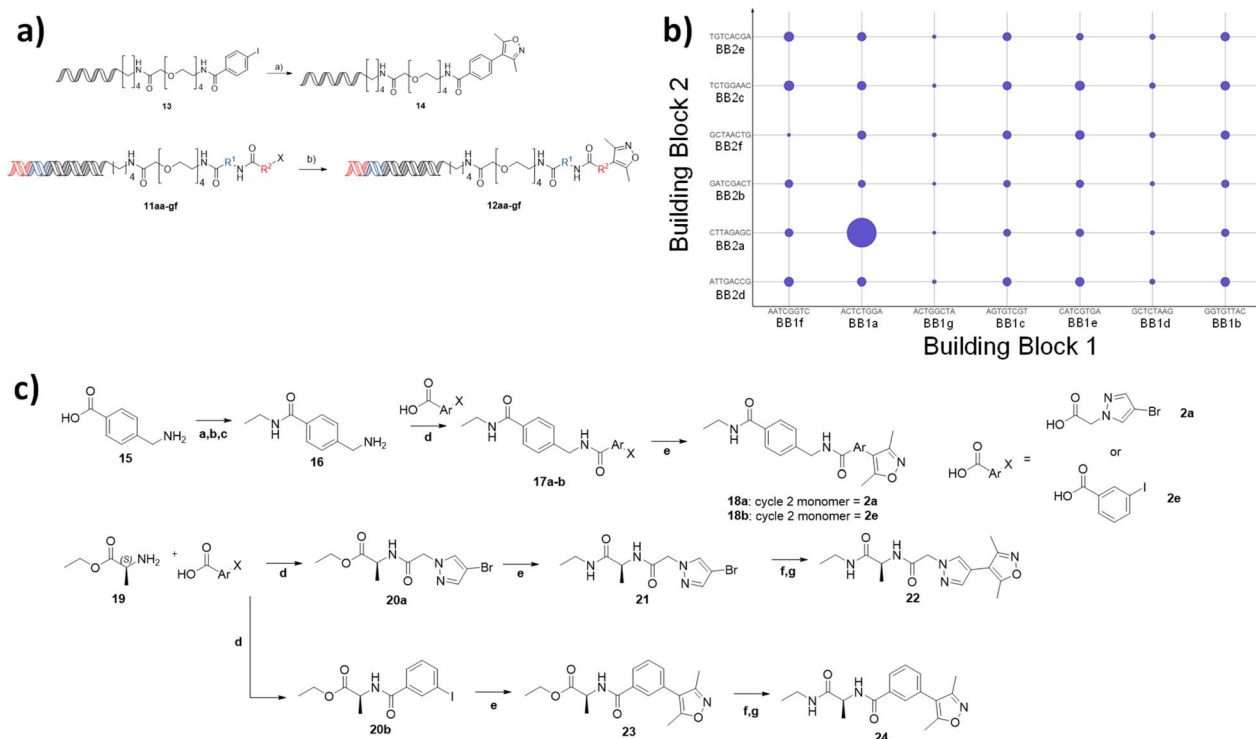 a)
13
a)
14
11aa-gf
b)
12aa-gf
b)
Building Block 2
TGTCACGA
BB2e
TCTGGAAC
BB2c
GCTAACTG
BB2f
GATCGACT
BB2b
CTTAGAGC
BB2a
ATTGACCG
BB2d
AATCGGTC ACTCTGGA ACTGGCTA AGTGTCGT CATCGTGA GCTCTAAG GGTGTTAC
BB1f BB1a BB1g BB1c BB1e BB1d BB1b
Building Block 1
c)
15
a,b,c
16
d
17a-b
e
18a: cycle 2 monomer = 2a
18b: cycle 2 monomer = 2e
=
2a
or
2e
19
+
d
20a
e
21
f,g
22
d
20b
e
23
f,g
24